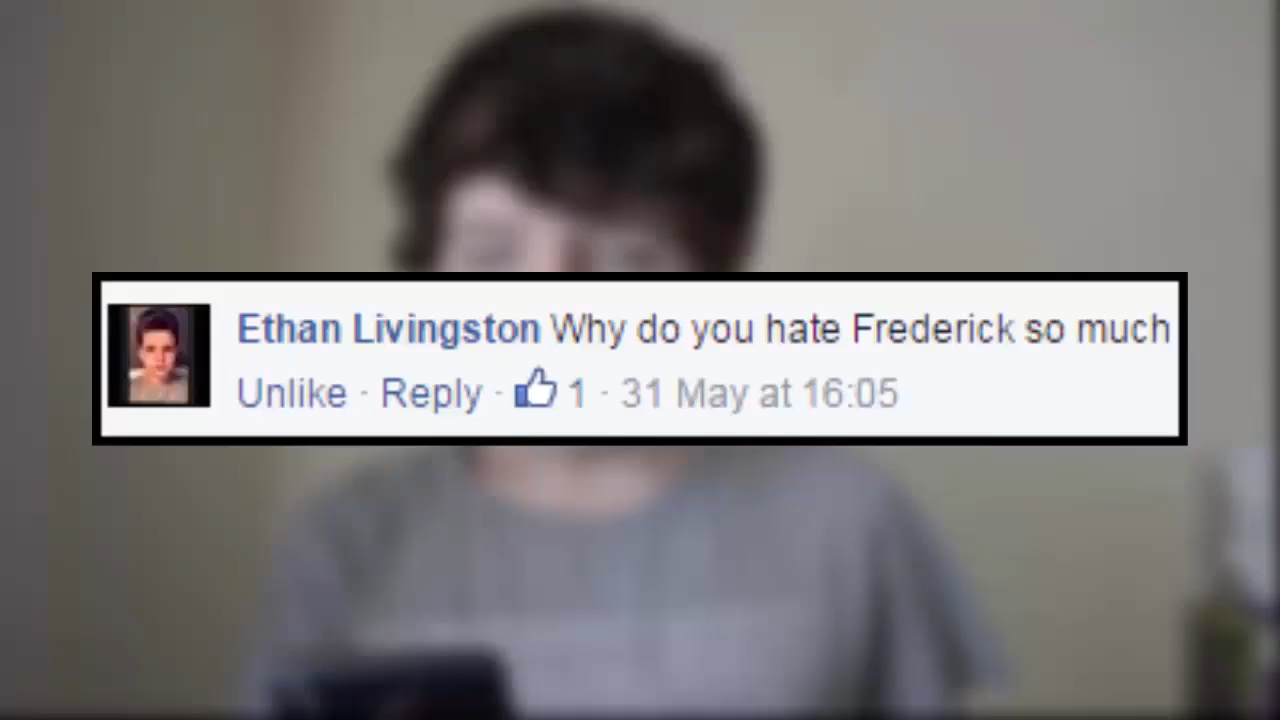 Ethan Livingston Why do you hate Frederick so much
Unlike · Reply · 1 · 31 May at 16:05